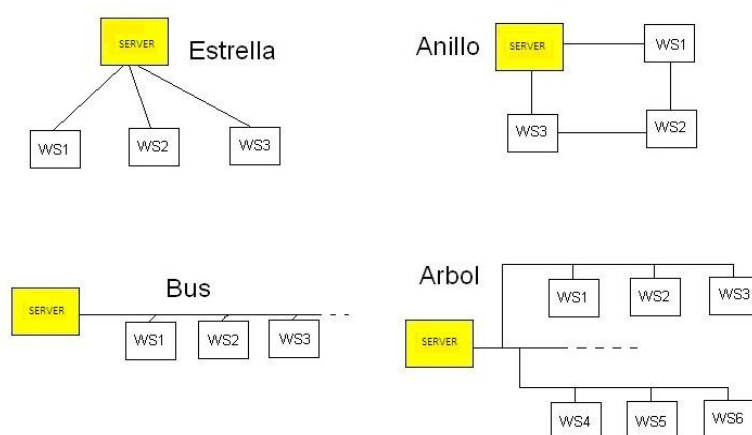 SERVER
Estrella
WS1
WS2
WS3
Anillo
SERVER
WS1
WS3
WS2
Bus
SERVER
WS1
WS2
WS3
Arbol
WS1
WS2
WS3
SERVER
WS4
WS5
WS6